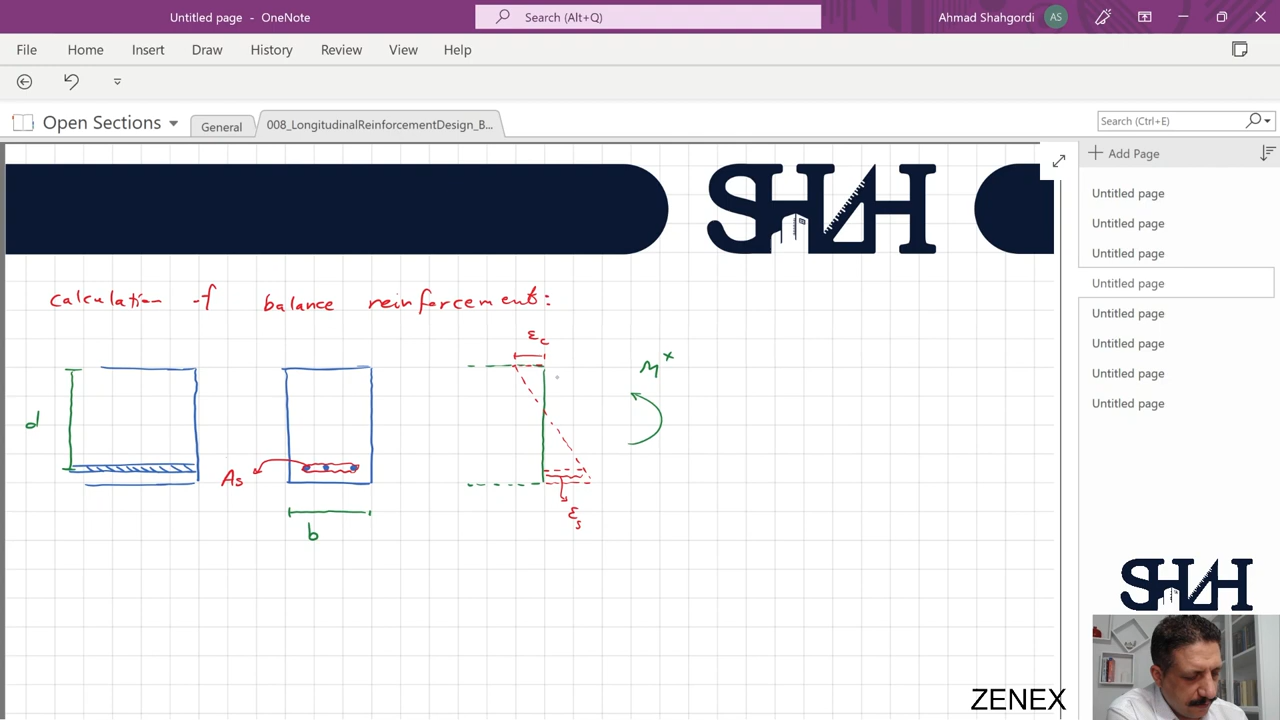 Untitled page - OneNote
Search (Alt+Q)
Ahmad Shahgordi
AS
File Home Insert Draw History Review View Help
Open Sections
General
008_LongitudinalReinforcementDesign_B...
Search (Ctrl+E)
Add Page
SHAH
Untitled page
Untitled page
Untitled page
Untitled page
Untitled page
Untitled page
Untitled page
Untitled page
calculation of balance reinforcement:
εc
M+
d
As
εs
b
SHAH
ZENEX